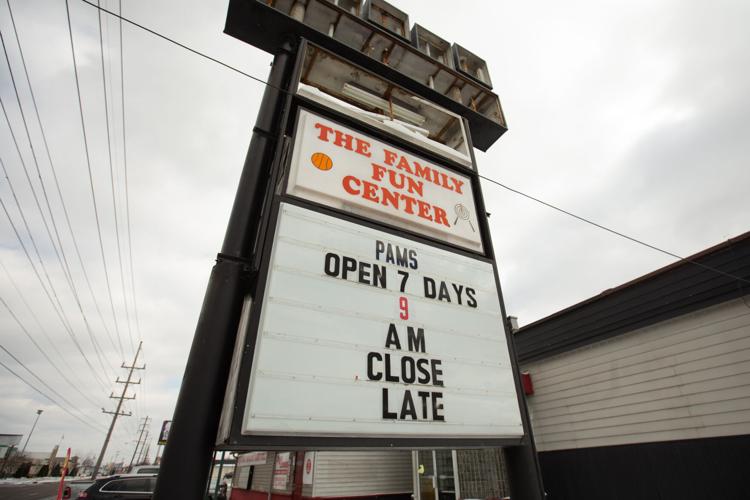 THE FAMILY
FUN
CENTER
PAMS
OPEN 7 DAYS
9
AM
CLOSE
LATE